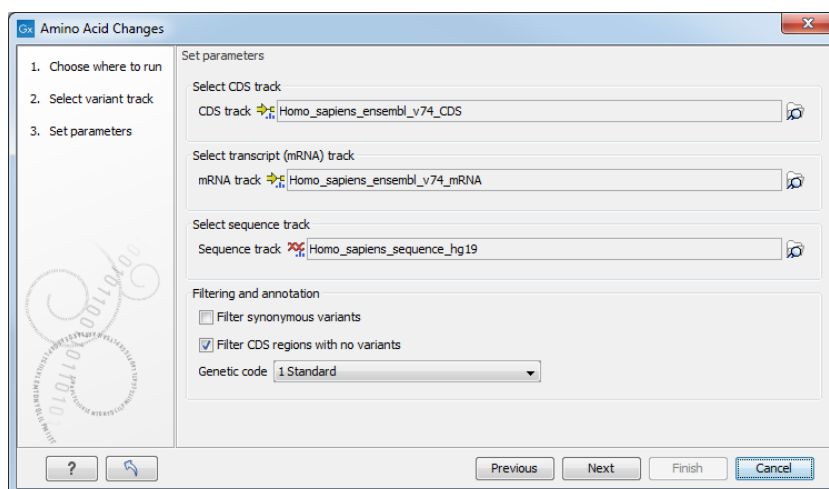 Gx Amino Acid Changes
1. Choose where to run
2. Select variant track
3. Set parameters
Set parameters
Select CDS track
CDS track Homo_sapiens_ensembl_v74_CDS
Select transcript (mRNA) track
mRNA track Homo_sapiens_ensembl_v74_mRNA
Select sequence track
Sequence track Homo_sapiens_sequence_hg19
Filtering and annotation
Filter synonymous variants
Filter CDS regions with no variants
Genetic code 1 Standard
? Previous Next Finish Cancel